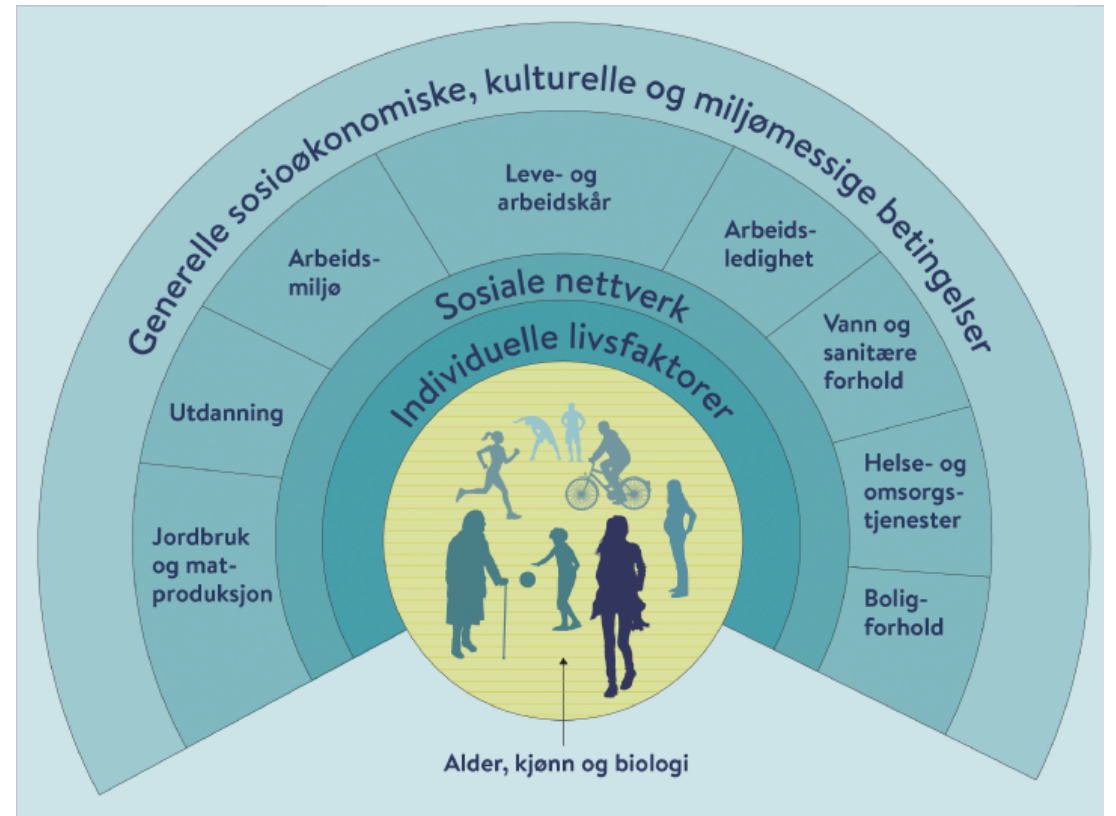 Generelle sosioøkonomiske, kulturelle og miljømessige betingelser
Leve- og
arbeidskår
Arbeids-
miljø
Arbeids-
ledighet
Utdanning
Vann og
sanitære
forhold
Jordbruk
og mat-
produksjon
Helse- og
omsorgs-
tjenester
Bolig-
forhold
Sosiale nettverk
Individuelle livsfaktorer
Alder, kjønn og biologi